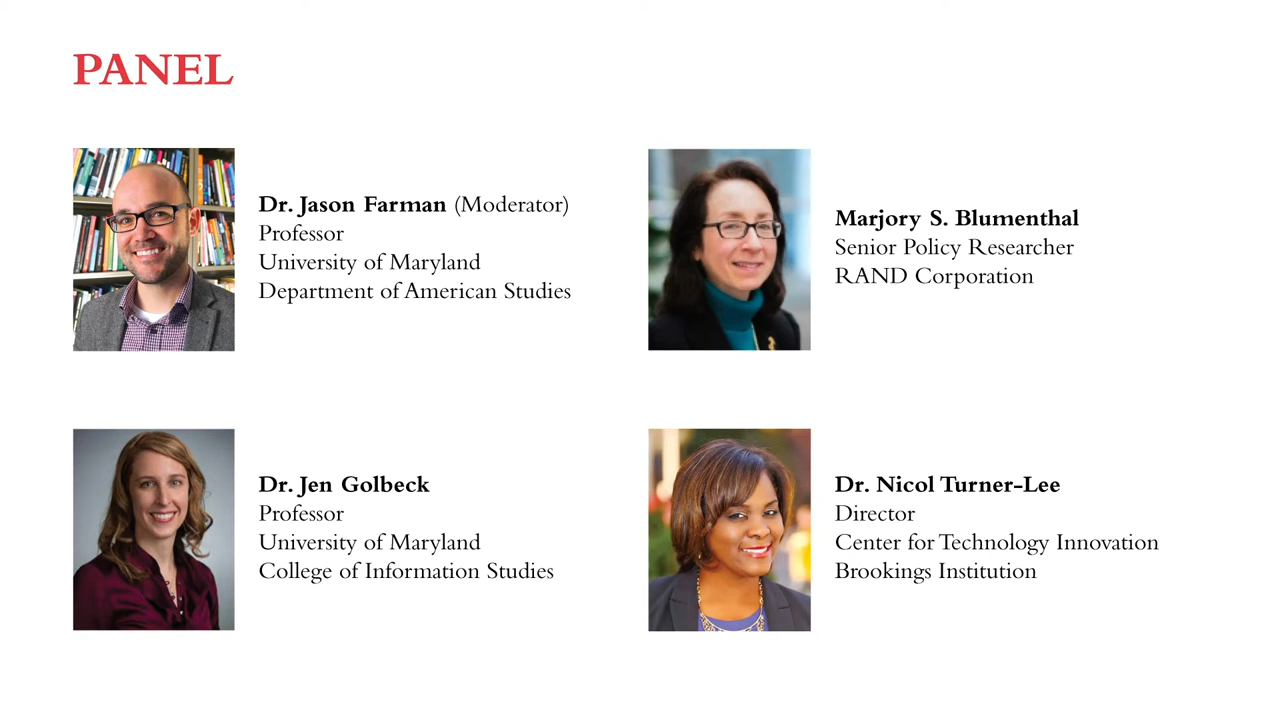 PANEL
Dr. Jason Farman (Moderator)
Professor
University of Maryland
Department of American Studies
Marjory S. Blumenthal
Senior Policy Researcher
RAND Corporation
Dr. Jen Golbeck
Professor
University of Maryland
College of Information Studies
Dr. Nicol Turner-Lee
Director
Center for Technology Innovation
Brookings Institution